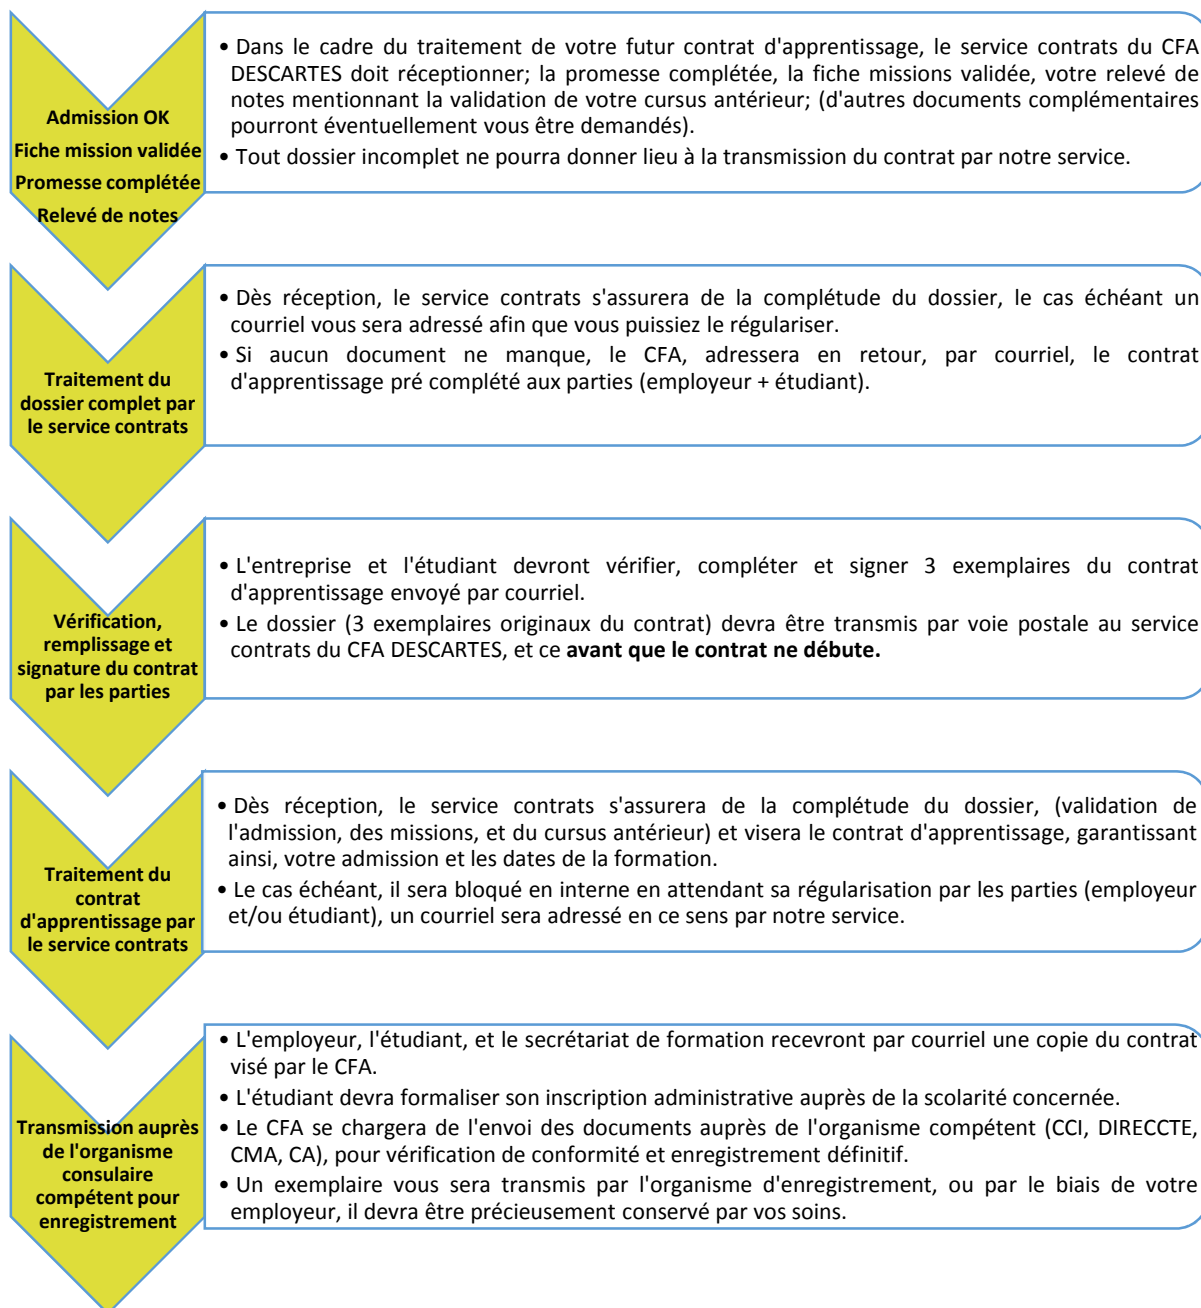 Admission OK
Fiche mission validée
Promesse complétée
Relevé de notes
• Dans le cadre du traitement de votre futur contrat d'apprentissage, le service contrats du CFA
DESCARTES doit réceptionner; la promesse complétée, la fiche missions validée, votre relevé de
notes mentionnant la validation de votre cursus antérieur; (d'autres documents complémentaires
pourront éventuellement vous être demandés).
• Tout dossier incomplet ne pourra donner lieu à la transmission du contrat par notre service.
Traitement du
dossier complet par
le service contrats
• Dès réception, le service contrats s'assurera de la complétude du dossier, le cas échéant un
courriel vous sera adressé afin que vous puissiez le régulariser.
• Si aucun document ne manque, le CFA, adressera en retour, par courriel, le contrat
d'apprentissage pré complété aux parties (employeur + étudiant).
Vérification,
remplissage et
signature du contrat
par les parties
• L'entreprise et l'étudiant devront vérifier, compléter et signer 3 exemplaires du contrat
d'apprentissage envoyé par courriel.
• Le dossier (3 exemplaires originaux du contrat) devra être transmis par voie postale au service
contrats du CFA DESCARTES, et ce avant que le contrat ne débute.
Traitement du
contrat
d'apprentissage par
le service contrats
• Dès réception, le service contrats s'assurera de la complétude du dossier, (validation de
l'admission, des missions, et du cursus antérieur) et visera le contrat d'apprentissage, garantissant
ainsi, votre admission et les dates de la formation.
• Le cas échéant, il sera bloqué en interne en attendant sa régularisation par les parties (employeur
et/ou étudiant), un courriel sera adressé en ce sens par notre service.
Transmission auprès
de l'organisme
consulaire
compétent pour
enregistrement
• L'employeur, l'étudiant, et le secrétariat de formation recevront par courriel une copie du contrat
visé par le CFA.
• L'étudiant devra formaliser son inscription administrative auprès de la scolarité concernée.
• Le CFA se chargera de l'envoi des documents auprès de l'organisme compétent (CCI, DIRECCTE,
CMA, CA), pour vérification de conformité et enregistrement définitif.
• Un exemplaire vous sera transmis par l'organisme d'enregistrement, ou par le biais de votre
employeur, il devra être précieusement conservé par vos soins.